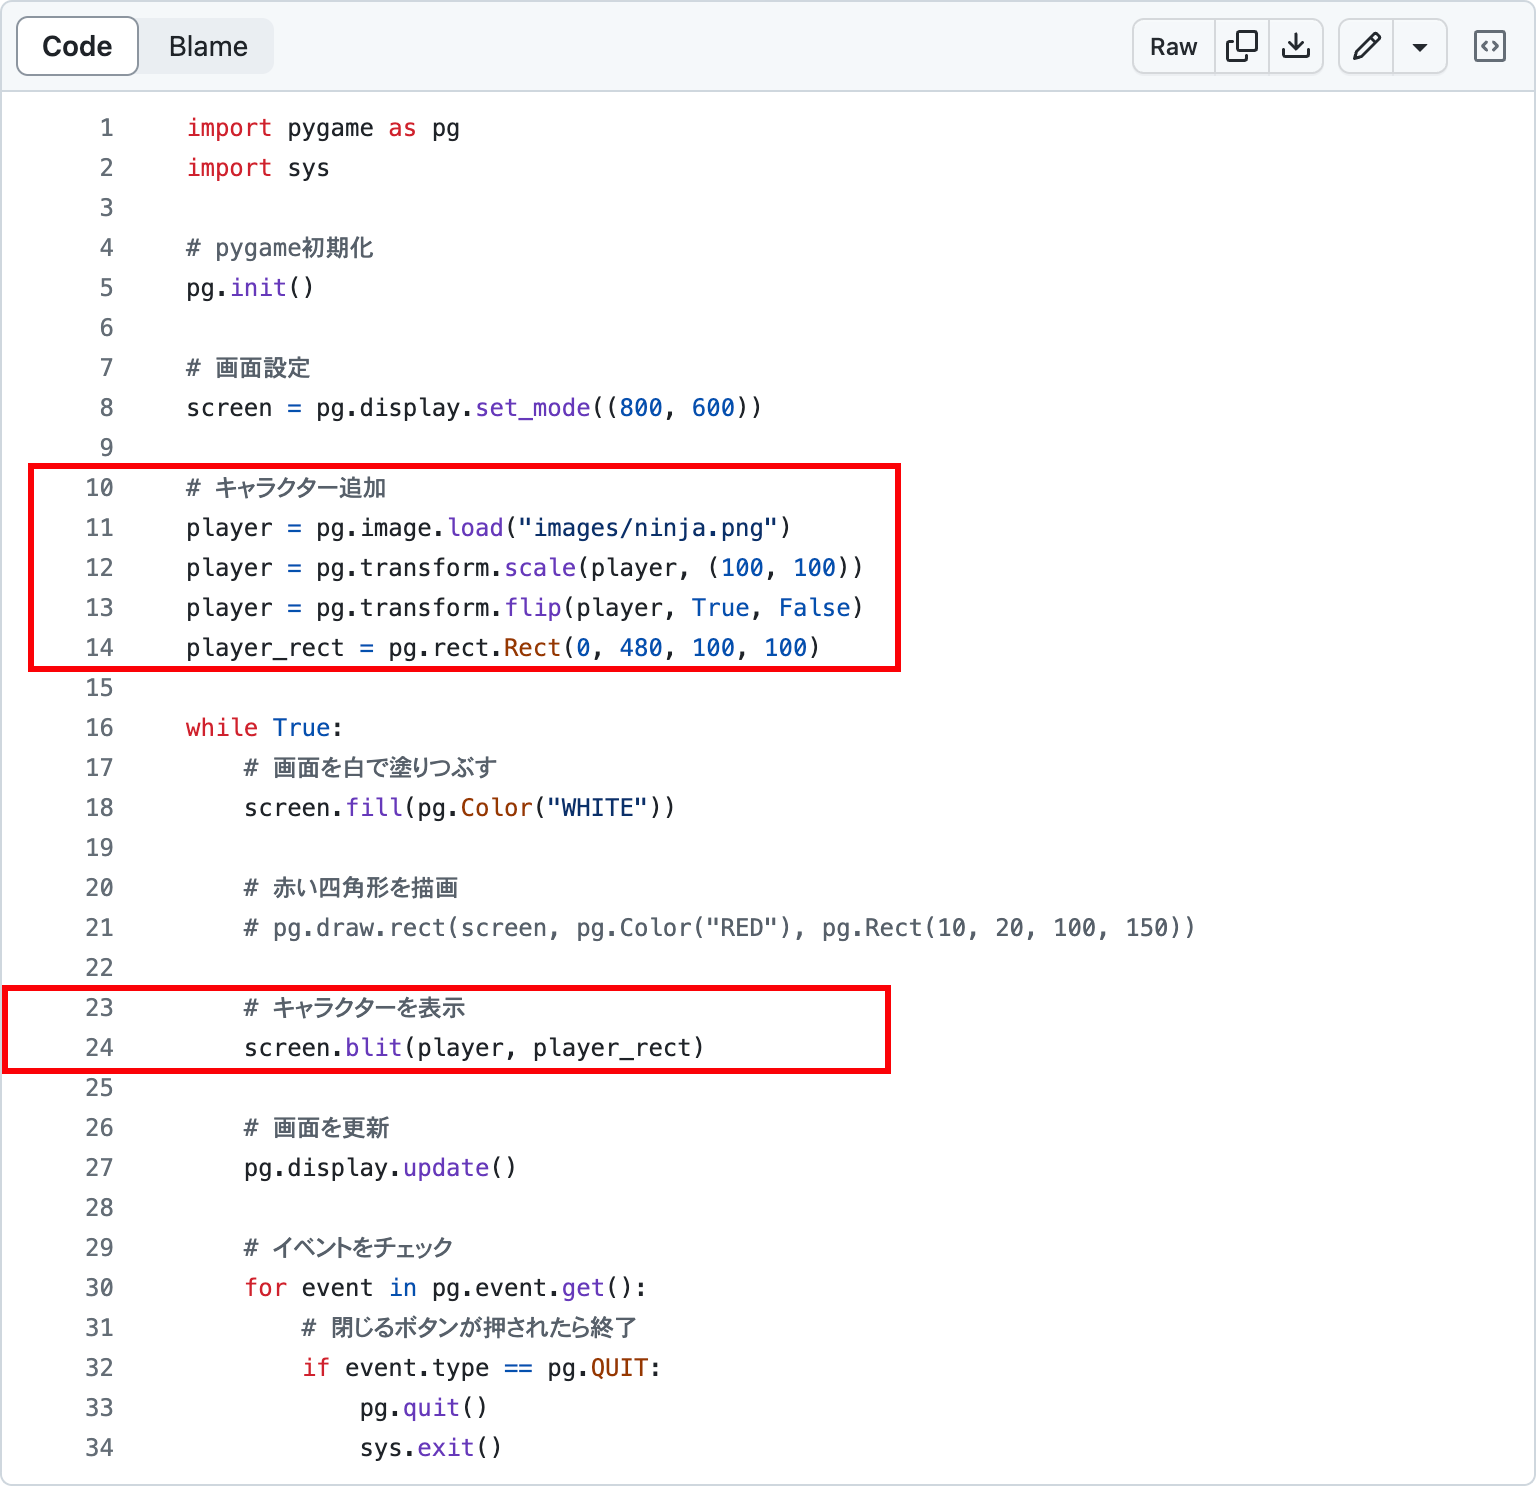 Code Blame Raw
1 import pygame as pg
2 import sys
3
4 # pygame初期化
5 pg.init()
6
7 # 画面設定
8 screen = pg.display.set_mode((800, 600))
9
10 # キャラクター追加
11 player = pg.image.load("images/ninja.png")
12 player = pg.transform.scale(player, (100, 100))
13 player = pg.transform.flip(player, True, False)
14 player_rect = pg.rect.Rect(0, 480, 100, 100)
15
16 while True:
17     # 画面を白で塗りつぶす
18     screen.fill(pg.Color("WHITE"))
19
20     # 赤い四角形を描画
21     # pg.draw.rect(screen, pg.Color("RED"), pg.Rect(10, 20, 100, 150))
22
23     # キャラクターを表示
24     screen.blit(player, player_rect)
25
26     # 画面を更新
27     pg.display.update()
28
29     # イベントをチェック
30     for event in pg.event.get():
31         # 閉じるボタンが押されたら終了
32         if event.type == pg.QUIT:
33             pg.quit()
34             sys.exit()